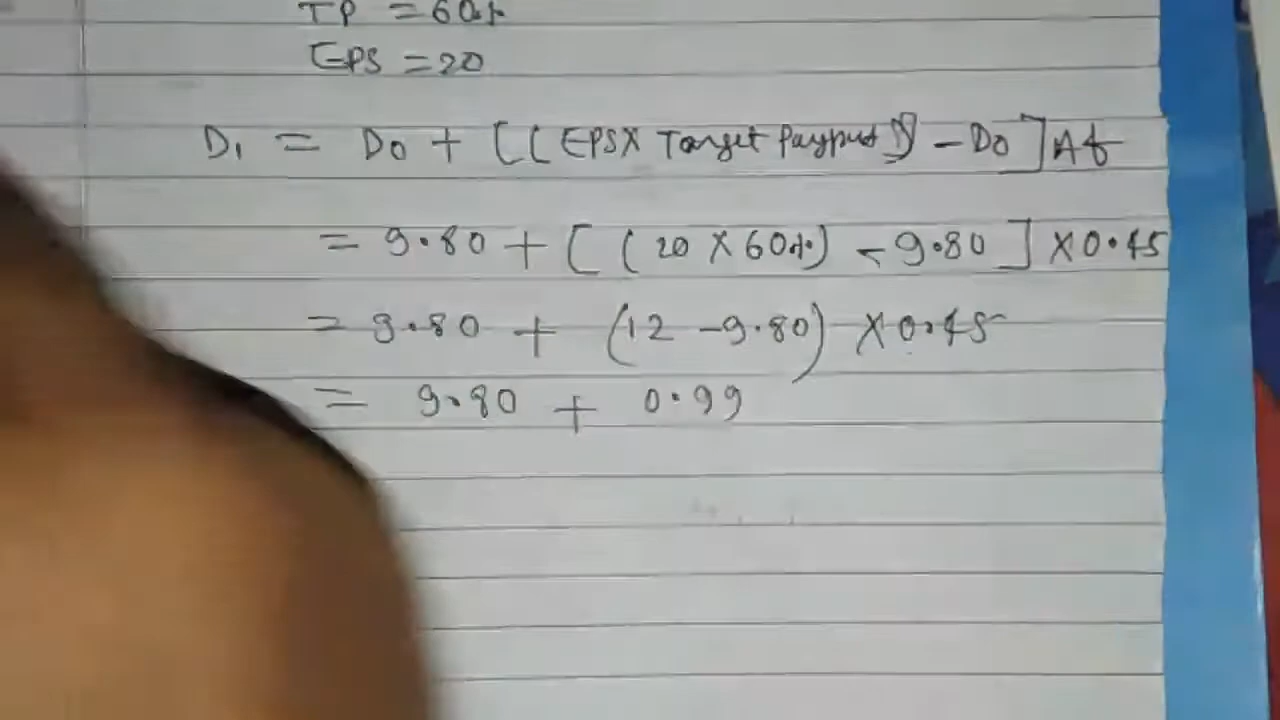 TP = 60%
EPS = 20
D1 = D0 + [(EPS X Target Payput)) - D0] Af
= 9.80 + [(20 X 60%) - 9.80] X 0.45
= 9.80 + (12 - 9.80) X 0.45
= 9.80 + 0.99